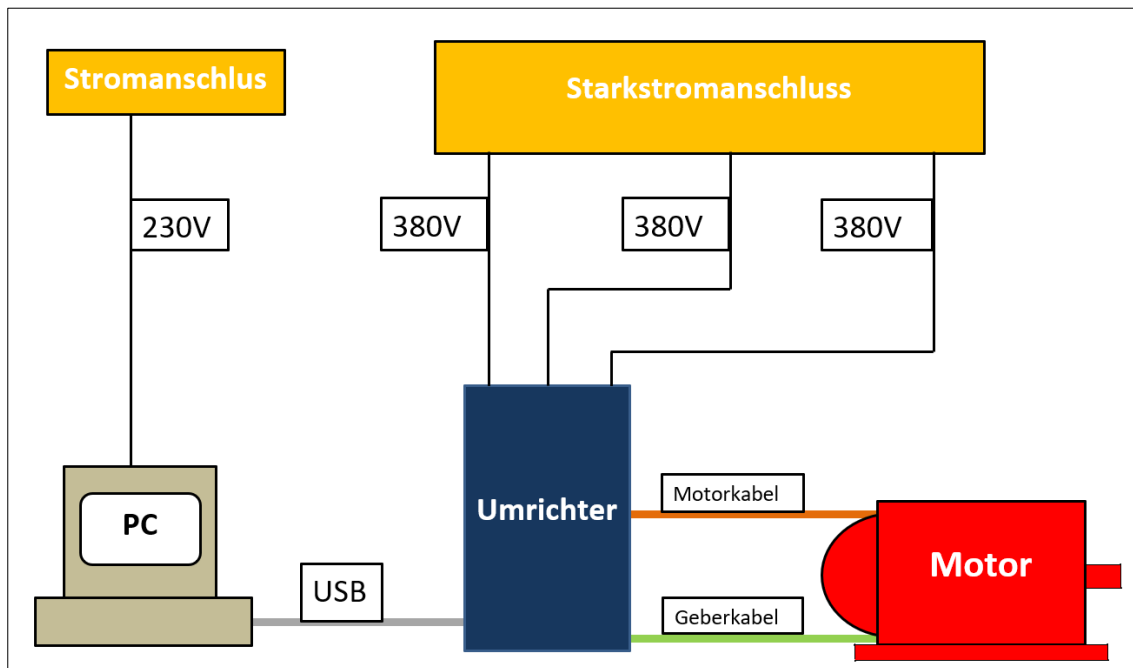 Stromanschlus
Starkstromanschluss
230V
380V
380V
380V
Umrichter
Motorkabel
PC
Motor
USB
Geberkabel